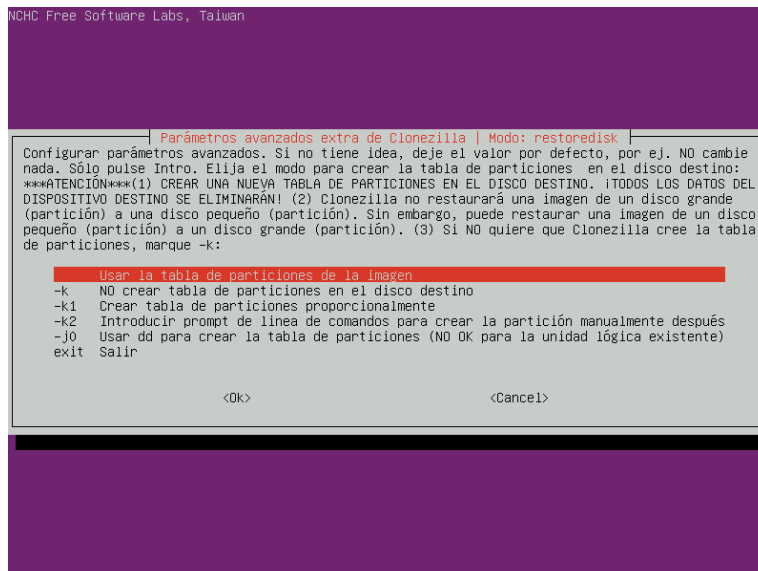 NCHC Free Software Labs, Taiwan
Parámetros avanzados extra de Clonezilla | Modo: restoredisk
Configurar parámetros avanzados. Si no tiene idea, deje el valor por defecto, por ej. NO cambie
nada. Sólo pulse Intro. Elija el modo para crear la tabla de particiones  en el disco destino:
***ATENCIÓN***(1) CREAR UNA NUEVA TABLA DE PARTICIONES EN EL DISCO DESTINO. ¡TODOS LOS DATOS DEL
DISPOSITIVO DESTINO SE ELIMINARÁN! (2) Clonezilla no restaurará una imagen de un disco grande
(partición) a una disco pequeño (partición). Sin embargo, puede restaurar una imagen de un disco
pequeño (partición) a un disco grande (partición). (3) Si NO quiere que Clonezilla cree la tabla
de particiones, marque -k:
Usar la tabla de particiones de la imagen
-k NO crear tabla de particiones en el disco destino
-k1 Crear tabla de particiones proporcionalmente
-k2 Introducir prompt de linea de comandos para crear la partición manualmente después
-j0 Usar dd para crear la tabla de particiones (NO OK para la unidad lógica existente)
exit Salir
<Ok> <Cancel>